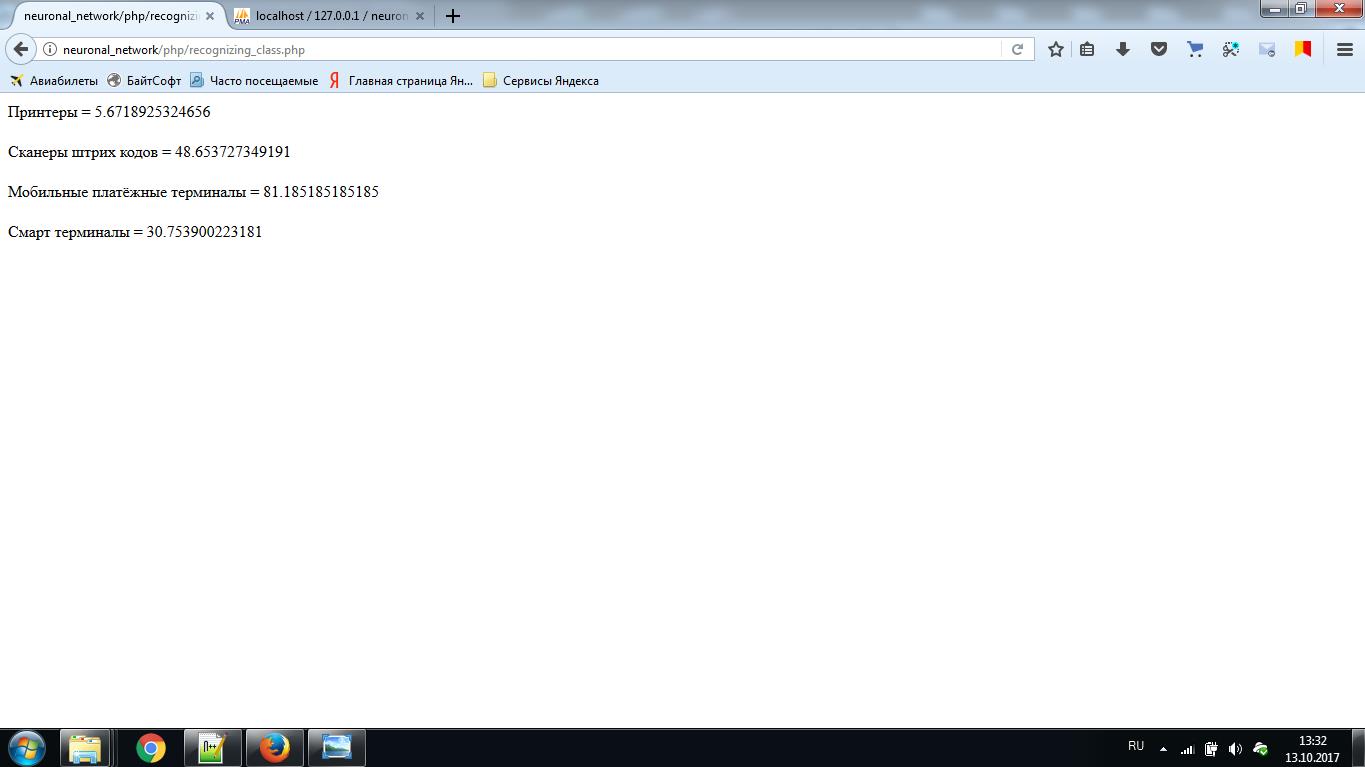 neuronal_network/php/recognizi
localhost / 127.0.0.1 / neuron
neuronal_network/php/recognizing_class.php
Авиабилеты
БайтСофт
Часто посещаемые
Главная страница Ян...
Сервисы Яндекса
Принтеры = 5.6718925324656
Сканеры штрих кодов = 48.653727349191
Мобильные платёжные терминалы = 81.185185185185
Смарт терминалы = 30.753900223181
RU
13:32
13.10.2017